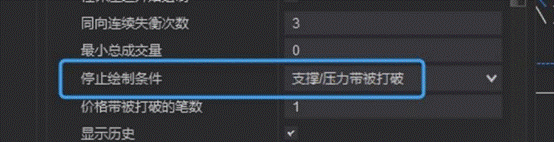 同向连续失衡次数 3
最小总成交量 0
停止绘制条件 支撑/压力带被打破
价格带被打破的笔数 1
显示历史